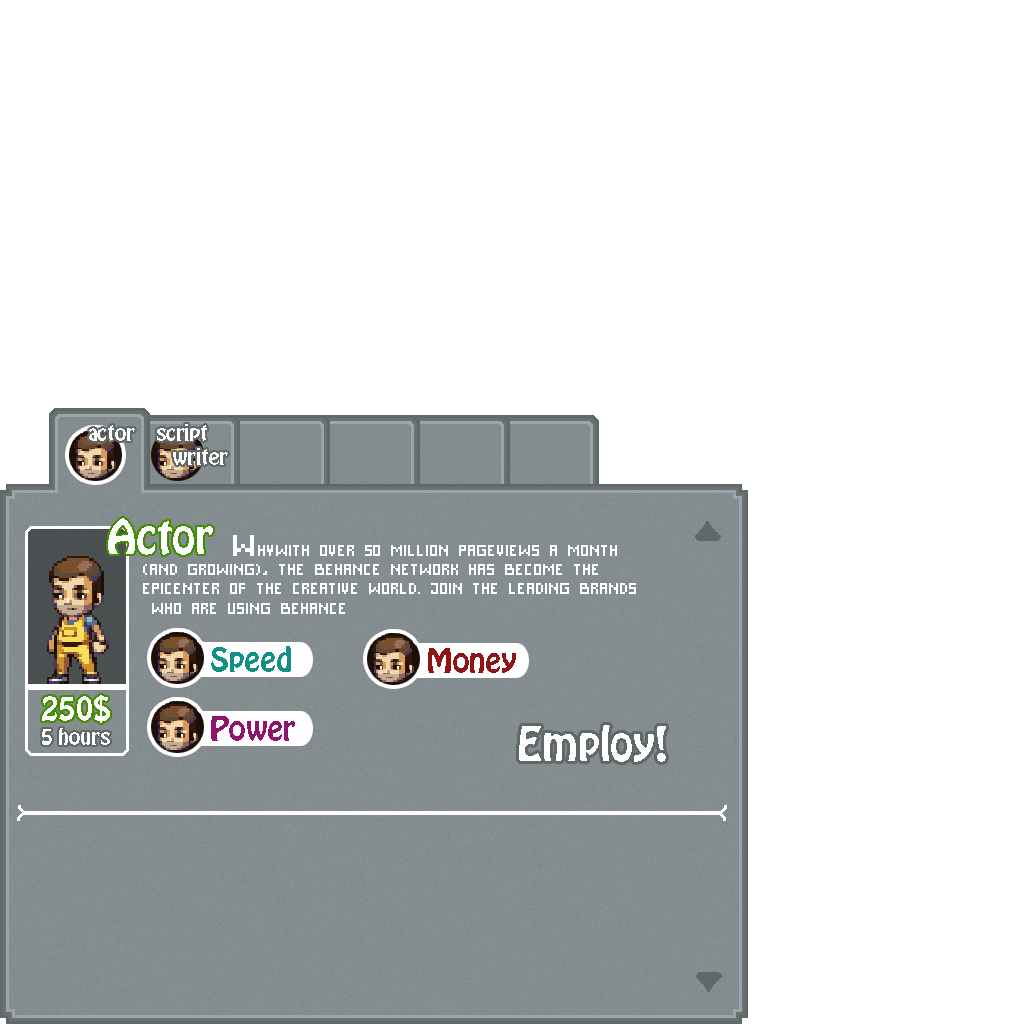 actor
script
writer
Actor
WHYWITH OVER 50 MILLION PAGEVIEWS A MONTH
(AND GROWING), THE BEHANCE NETWORK HAS BECOME THE
EPICENTER OF THE CREATIVE WORLD. JOIN THE LEADING BRANDS
WHO ARE USING BEHANCE
Speed
Money
250$
5 hours
Power
Employ!